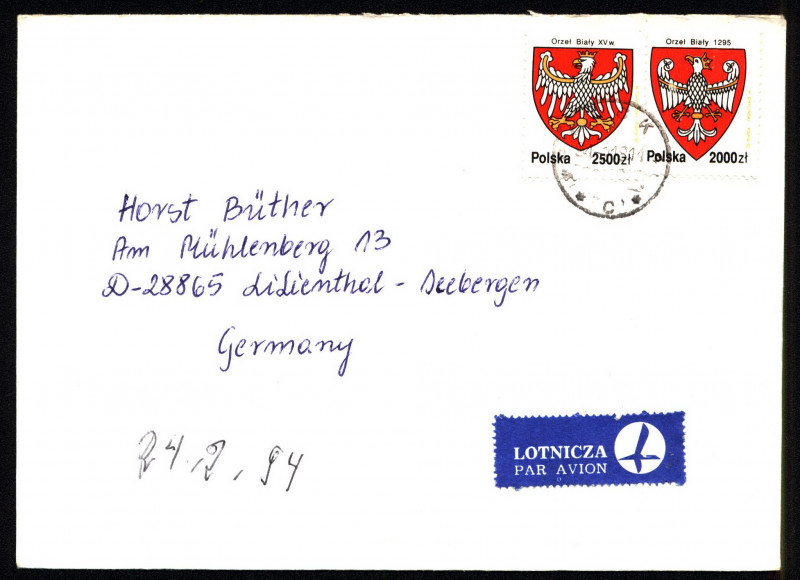 Orzeł Biały XV w
Orzeł Biały 1295
Polska 2500zł
Polska 2000zł
C
Horst Büther
Am Mühlenberg 13
D-28865 Lilienthal - Seebergen
Germany
24.2.94
LOTNICZA
PAR AVION